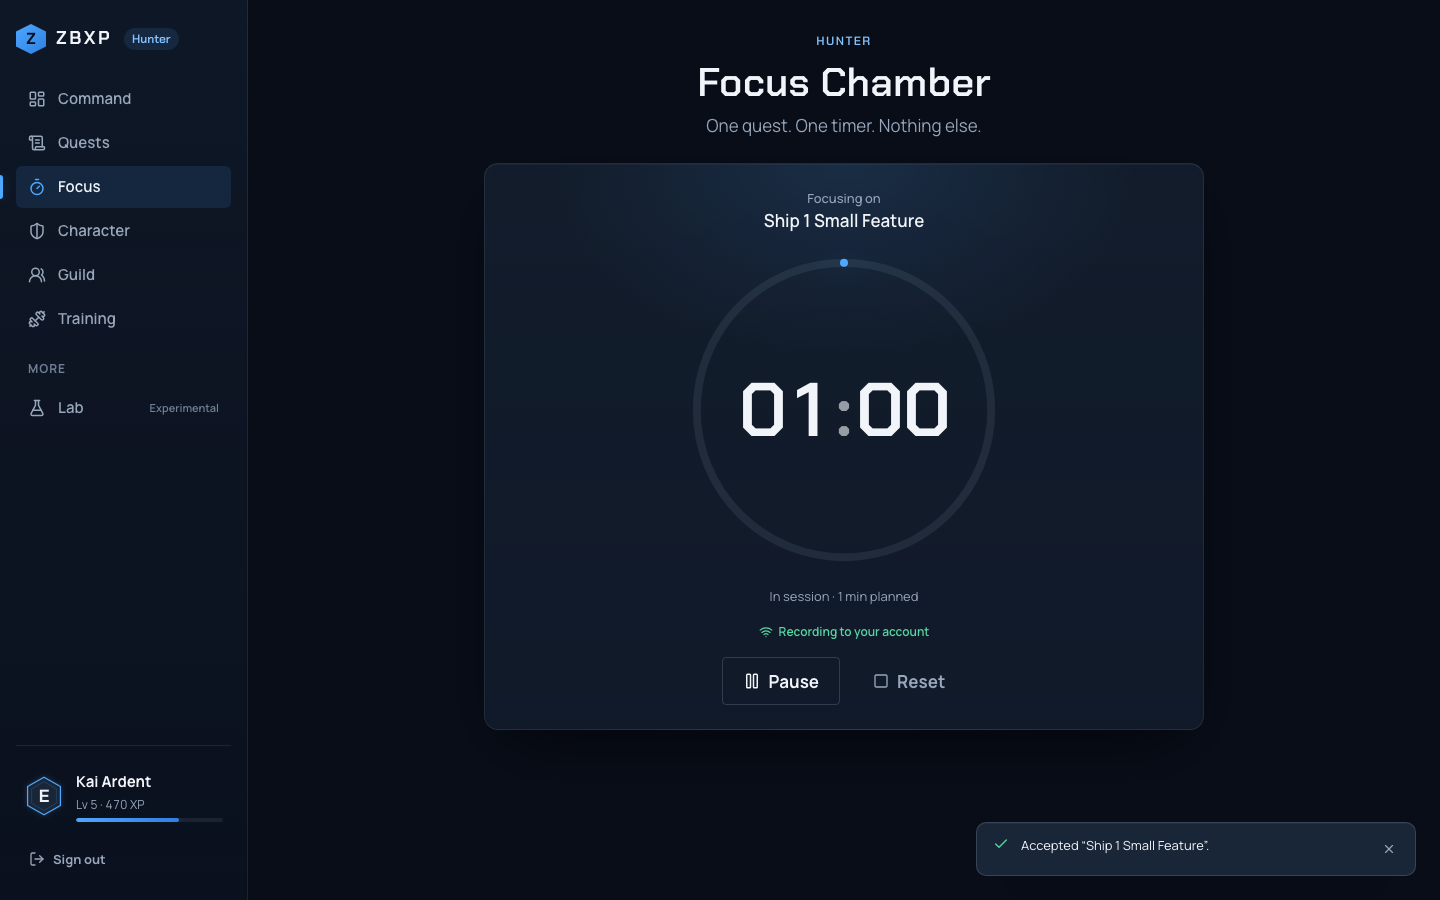 Z ZBXP Hunter
Command
Quests
Focus
Character
Guild
Training
MORE
Lab Experimental
E
Kai Ardent
Lv 5 · 470 XP
Sign out
HUNTER
Focus Chamber
One quest. One timer. Nothing else.
Focusing on
Ship 1 Small Feature
01:00
In session · 1 min planned
Recording to your account
Pause Reset
Accepted “Ship 1 Small Feature”.